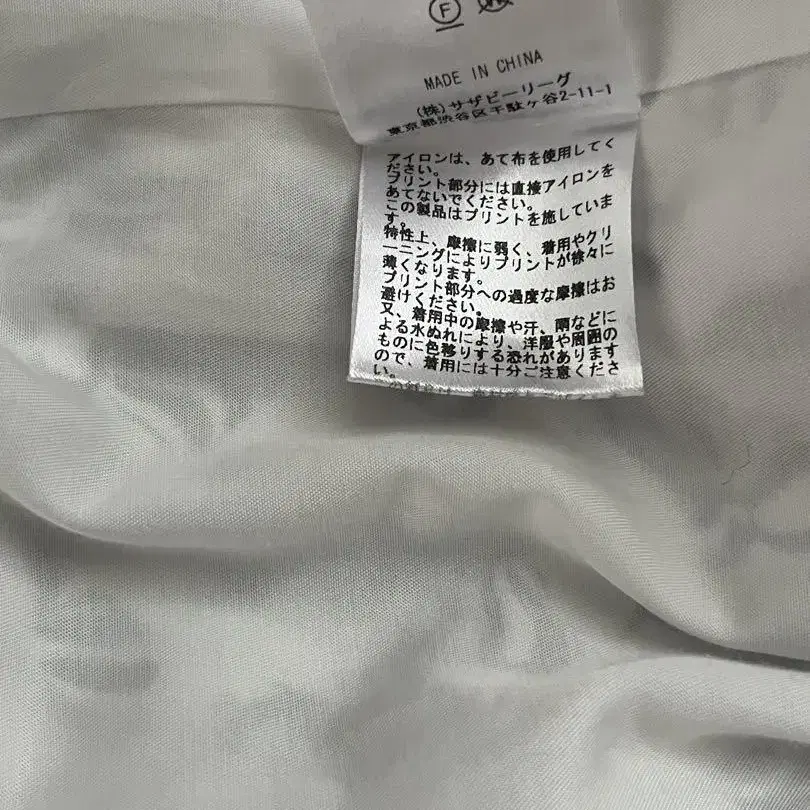 F
MADE IN CHINA
(株)サザビーリーグ
東京都渋谷区千駄ヶ谷2-11-1
アイロンは、あて布を使用してく
ださい。
プリント部分には直接アイロンを
あてないでください。
この製品はプリントを施していま
す。
特性上、摩擦に弱く、着用やクリ
ーニングによりプリントが徐々に
薄くなります。
プリント部分への過度な摩擦はお
避けください。
又、着用中の摩擦や汗、雨などに
よる水ぬれにより、洋服や周囲の
ものに色移りする恐れがあります
ので、着用には十分ご注意くださ
い。